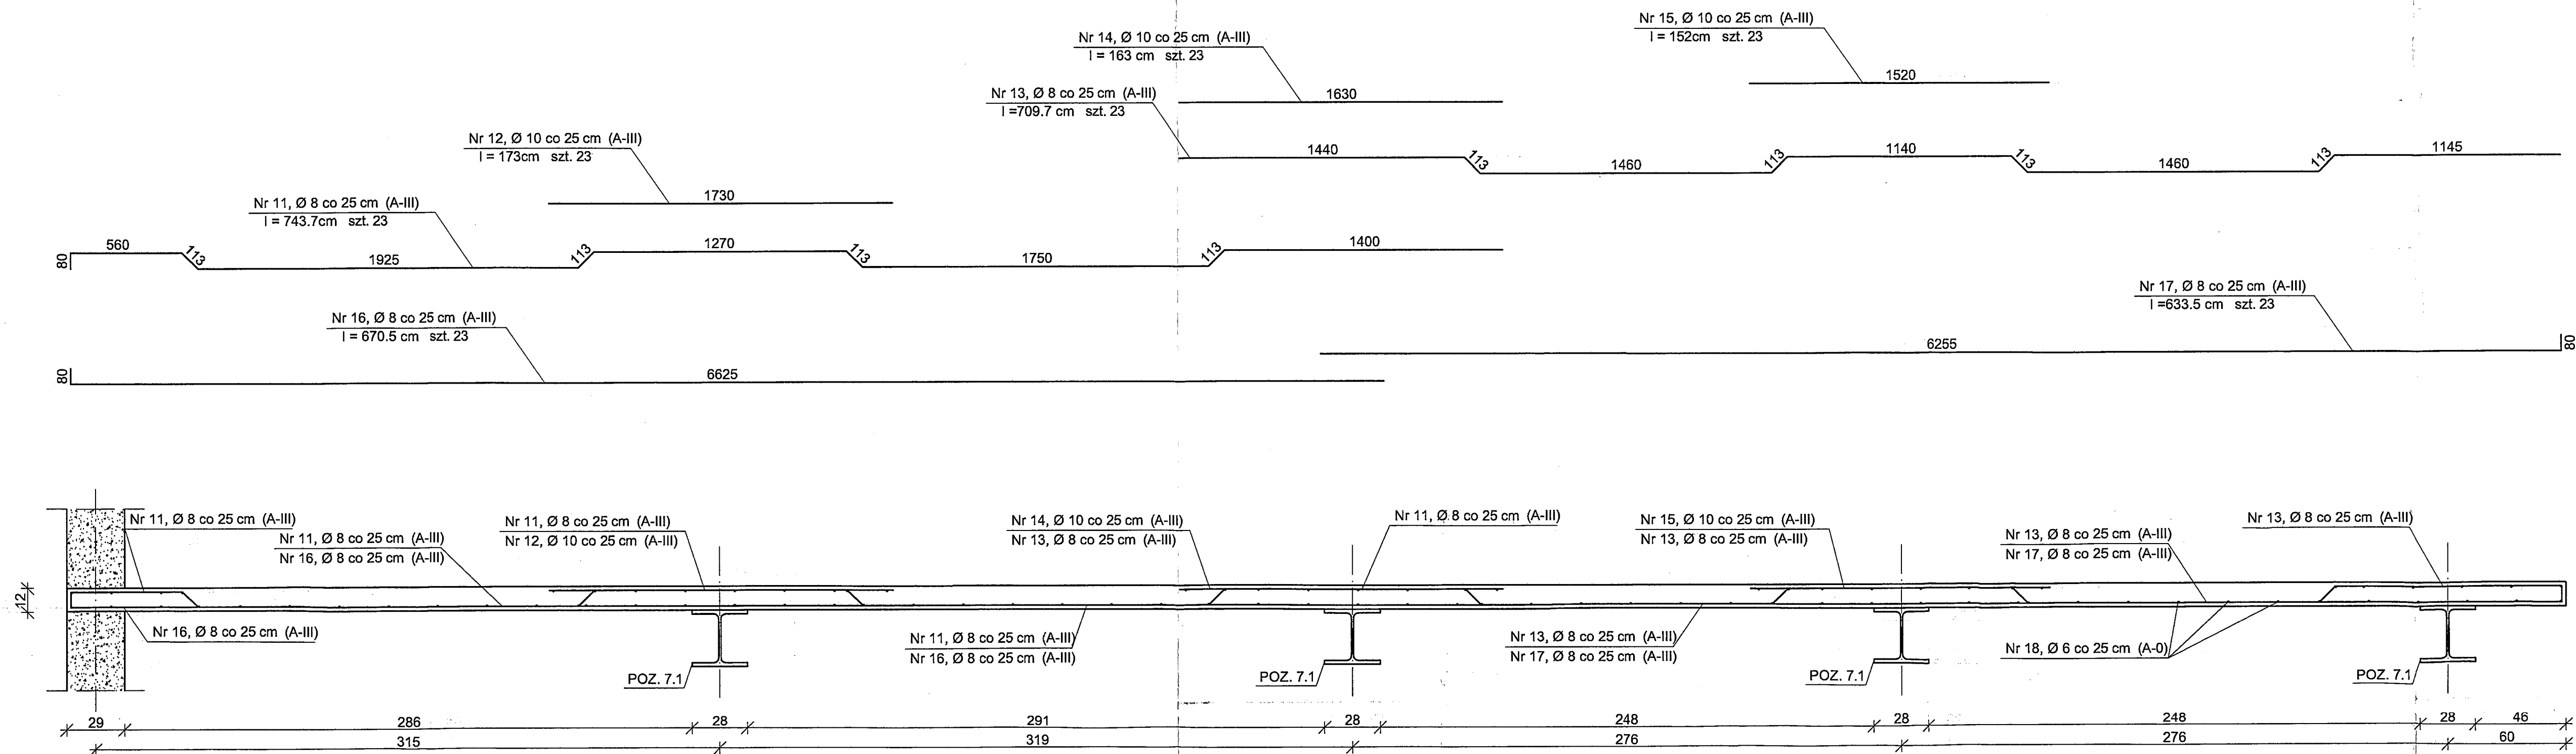 Nr 15, Ø 10 co 25 cm (A-III)
l = 152cm szt. 23
1520
Nr 14, Ø 10 co 25 cm (A-III)
l = 163 cm szt. 23
1630
Nr 13, Ø 8 co 25 cm (A-III)
l =709.7 cm szt. 23
1440
113
1460
113
1140
113
1460
113
1145
Nr 12, Ø 10 co 25 cm (A-III)
l = 173cm szt. 23
1730
Nr 11, Ø 8 co 25 cm (A-III)
l = 743.7cm szt. 23
80
560
113
1925
113
1270
113
1750
113
1400
Nr 17, Ø 8 co 25 cm (A-III)
l =633.5 cm szt. 23
6255
80
Nr 16, Ø 8 co 25 cm (A-III)
l = 670.5 cm szt. 23
80
6625
Nr 11, Ø 8 co 25 cm (A-III)
Nr 11, Ø 8 co 25 cm (A-III)
Nr 16, Ø 8 co 25 cm (A-III)
Nr 11, Ø 8 co 25 cm (A-III)
Nr 12, Ø 10 co 25 cm (A-III)
Nr 14, Ø 10 co 25 cm (A-III)
Nr 13, Ø 8 co 25 cm (A-III)
Nr 11, Ø 8 co 25 cm (A-III)
Nr 15, Ø 10 co 25 cm (A-III)
Nr 13, Ø 8 co 25 cm (A-III)
Nr 13, Ø 8 co 25 cm (A-III)
Nr 17, Ø 8 co 25 cm (A-III)
Nr 13, Ø 8 co 25 cm (A-III)
12
Nr 16, Ø 8 co 25 cm (A-III)
Nr 11, Ø 8 co 25 cm (A-III)
Nr 16, Ø 8 co 25 cm (A-III)
Nr 13, Ø 8 co 25 cm (A-III)
Nr 17, Ø 8 co 25 cm (A-III)
Nr 18, Ø 6 co 25 cm (A-0)
POZ. 7.1
POZ. 7.1
POZ. 7.1
POZ. 7.1
29 286 28 291 28 248 28 248 28 46
315 319 276 276 60